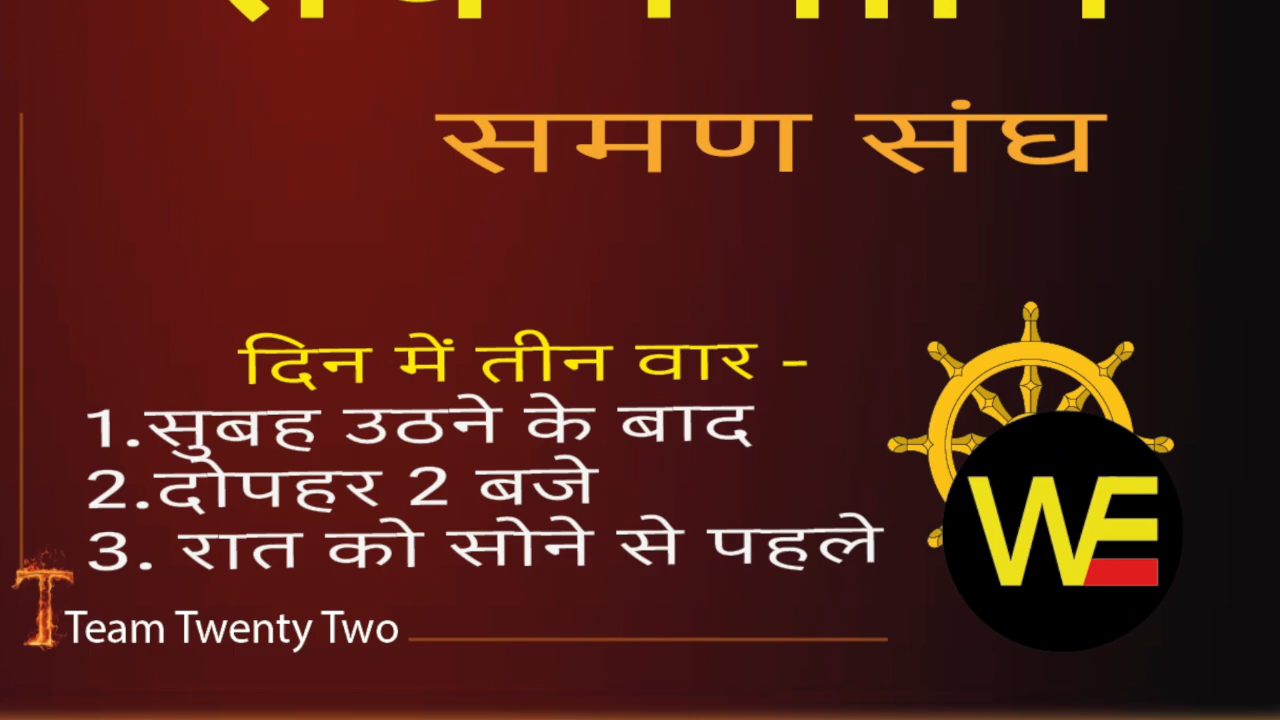 समण संघ
दिन में तीन वार -
1.सुबह उठने के बाद
2.दोपहर 2 बजे
3. रात को सोने से पहले
T
Team Twenty Two
WE